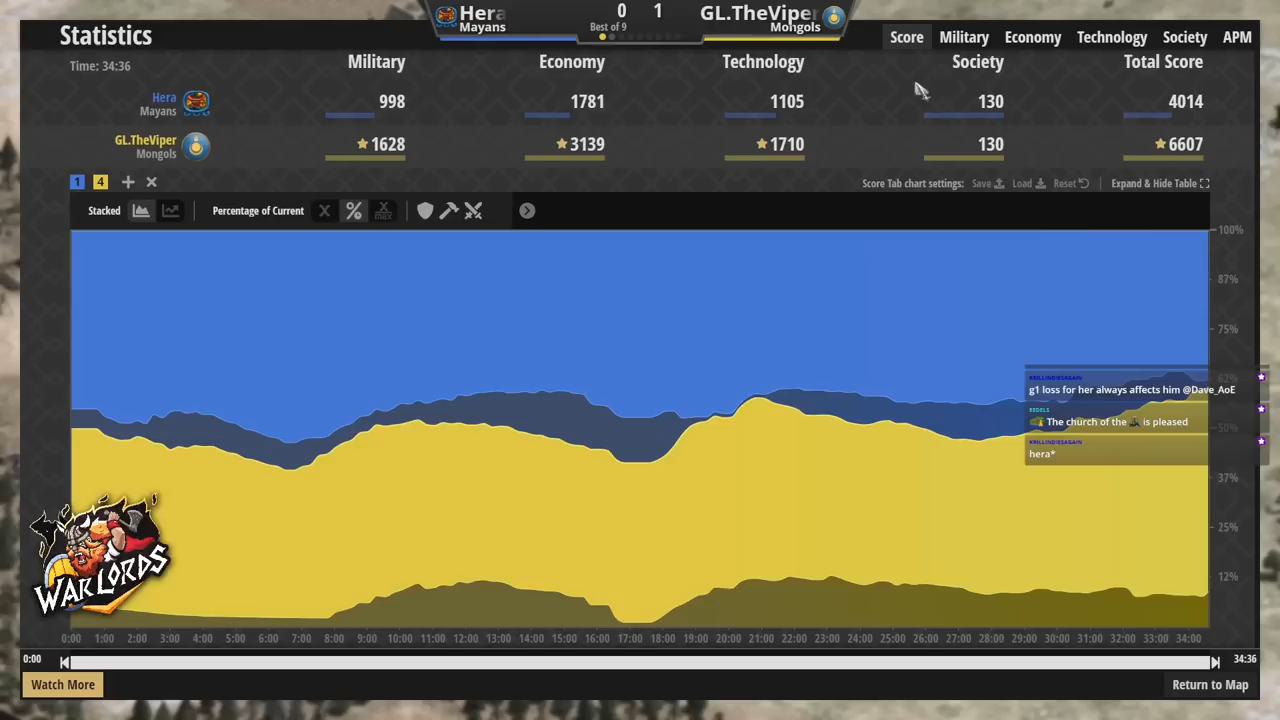 Hera
Mayans
0 1
Best of 9
GL.TheViper
Mongols
Statistics
Score Military Economy Technology Society APM
Time: 34:36
Military Economy Technology Society Total Score
Hera
Mayans
998 1781 1105 130 4014
GL.TheViper
Mongols
1628 3139 1710 130 6607
1 4
Score Tab chart settings: Save Load Reset Expand & Hide Table
Stacked Percentage of Current X % X max
100%
87%
75%
62%
50%
37%
25%
12%
KRILLINDIESAGAIN
g1 loss for her always affects him @Dave_AoE
EEDELS
The church of the is pleased
KRILLINDIESAGAIN
hera*
WARLORDS
0:00 1:00 2:00 3:00 4:00 5:00 6:00 7:00 8:00 9:00 10:00 11:00 12:00 13:00 14:00 15:00 16:00 17:00 18:00 19:00 20:00 21:00 22:00 23:00 24:00 25:00 26:00 27:00 28:00 29:00 30:00 31:00 32:00 33:00 34:00
0:00 34:36
Watch More
Return to Map